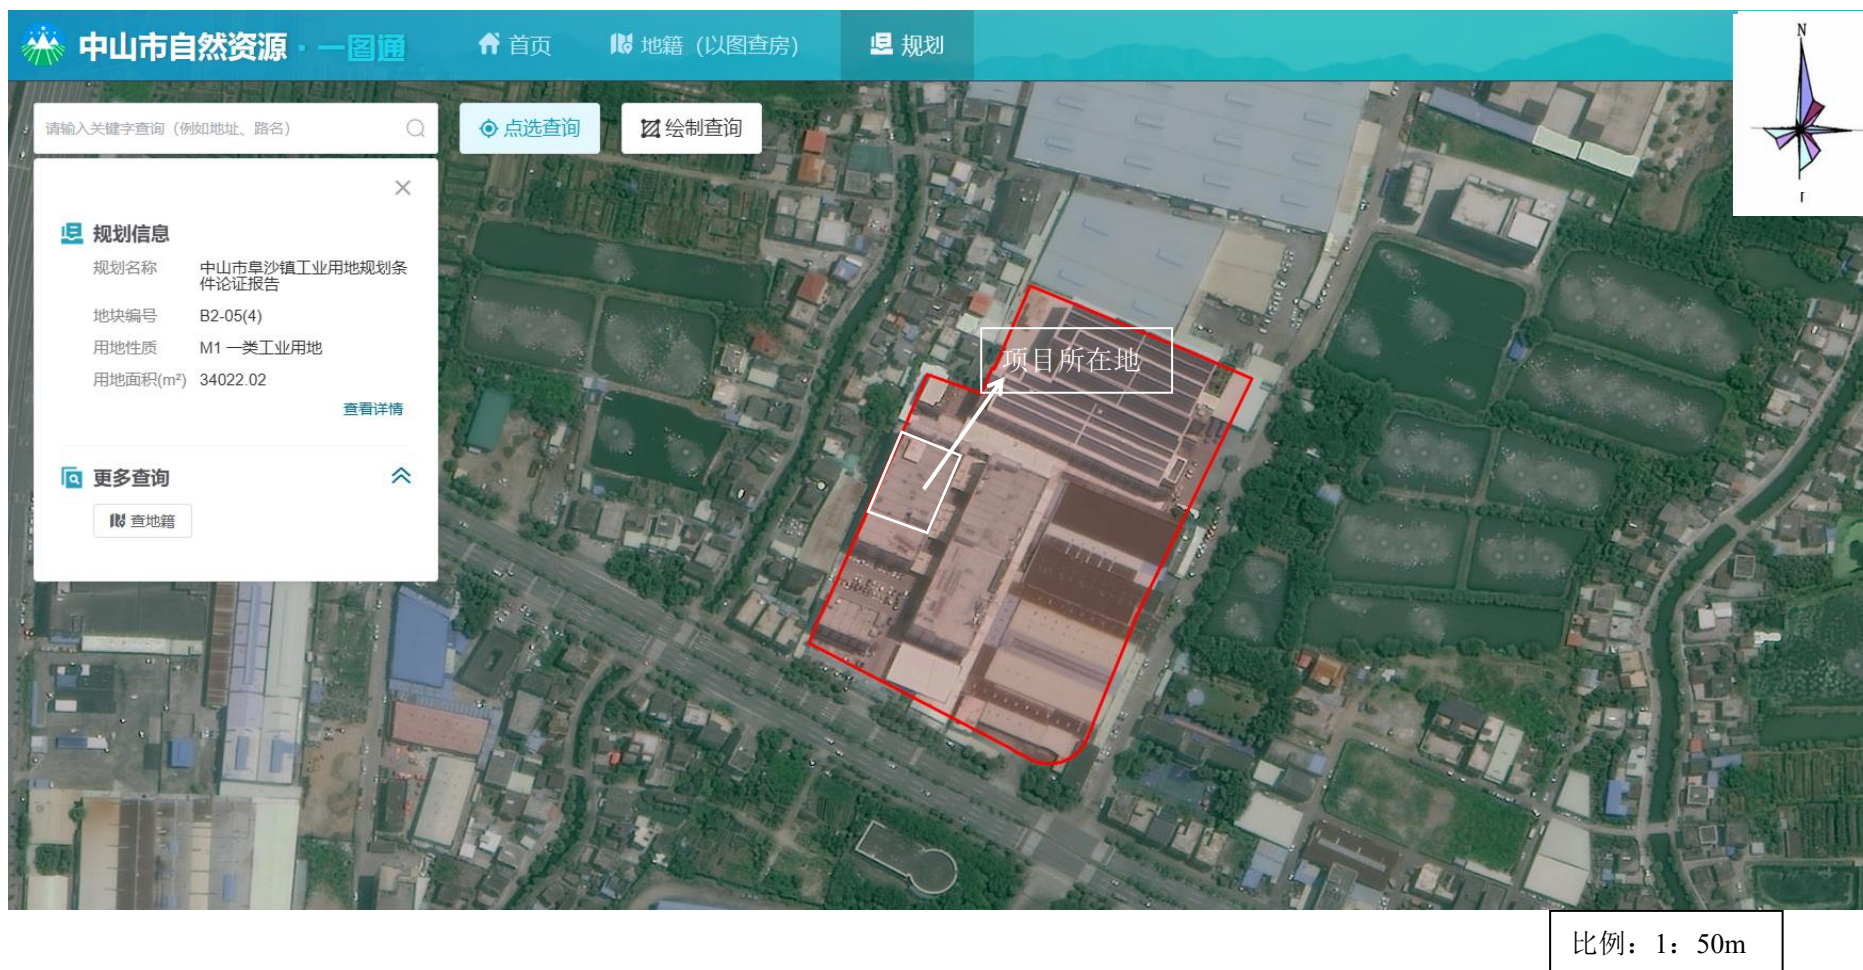 中山市自然资源·一图通
首页
地籍（以图查房）
规划
N
请输入关键字查询（例如地址、路名）
点选查询
绘制查询
规划信息
规划名称 中山市阜沙镇工业用地规划条
件论证报告
地块编号 B2-05(4)
用地性质 M1 一类工业用地
用地面积(m²) 34022.02
查看详情
更多查询
查地籍
项目所在地
比例：1：50m